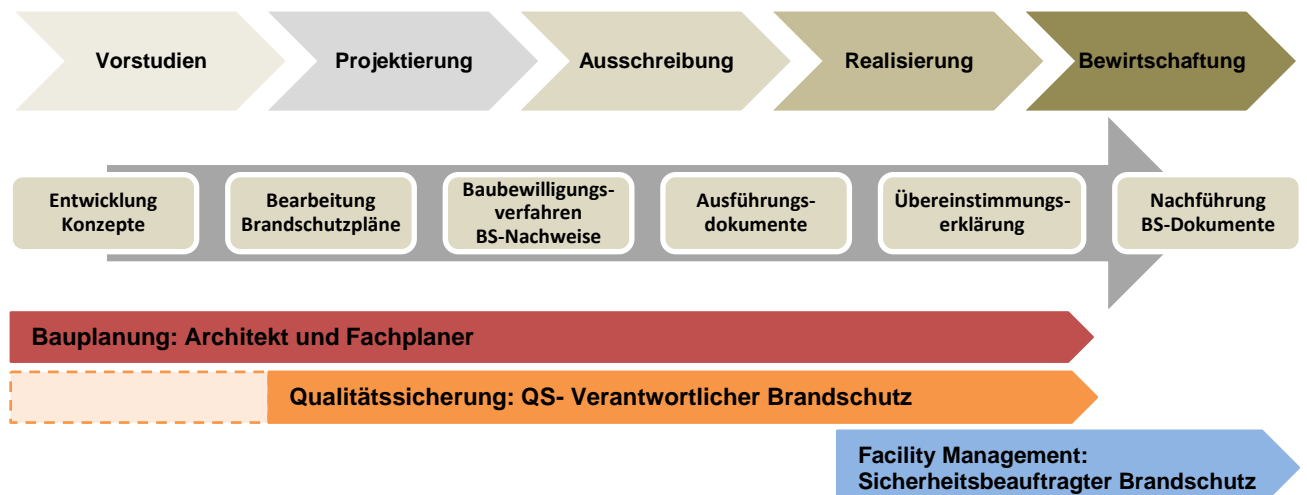 Vorstudien
Projektierung
Ausschreibung
Realisierung
Bewirtschaftung
Entwicklung
Konzepte
Bearbeitung
Brandschutzpläne
Baubewilligungs-
verfahren
BS-Nachweise
Ausführungs-
dokumente
Übereinstimmungs-
erklärung
Nachführung
BS-Dokumente
Bauplanung: Architekt und Fachplaner
Qualitätssicherung: QS- Verantwortlicher Brandschutz
Facility Management:
Sicherheitsbeauftragter Brandschutz